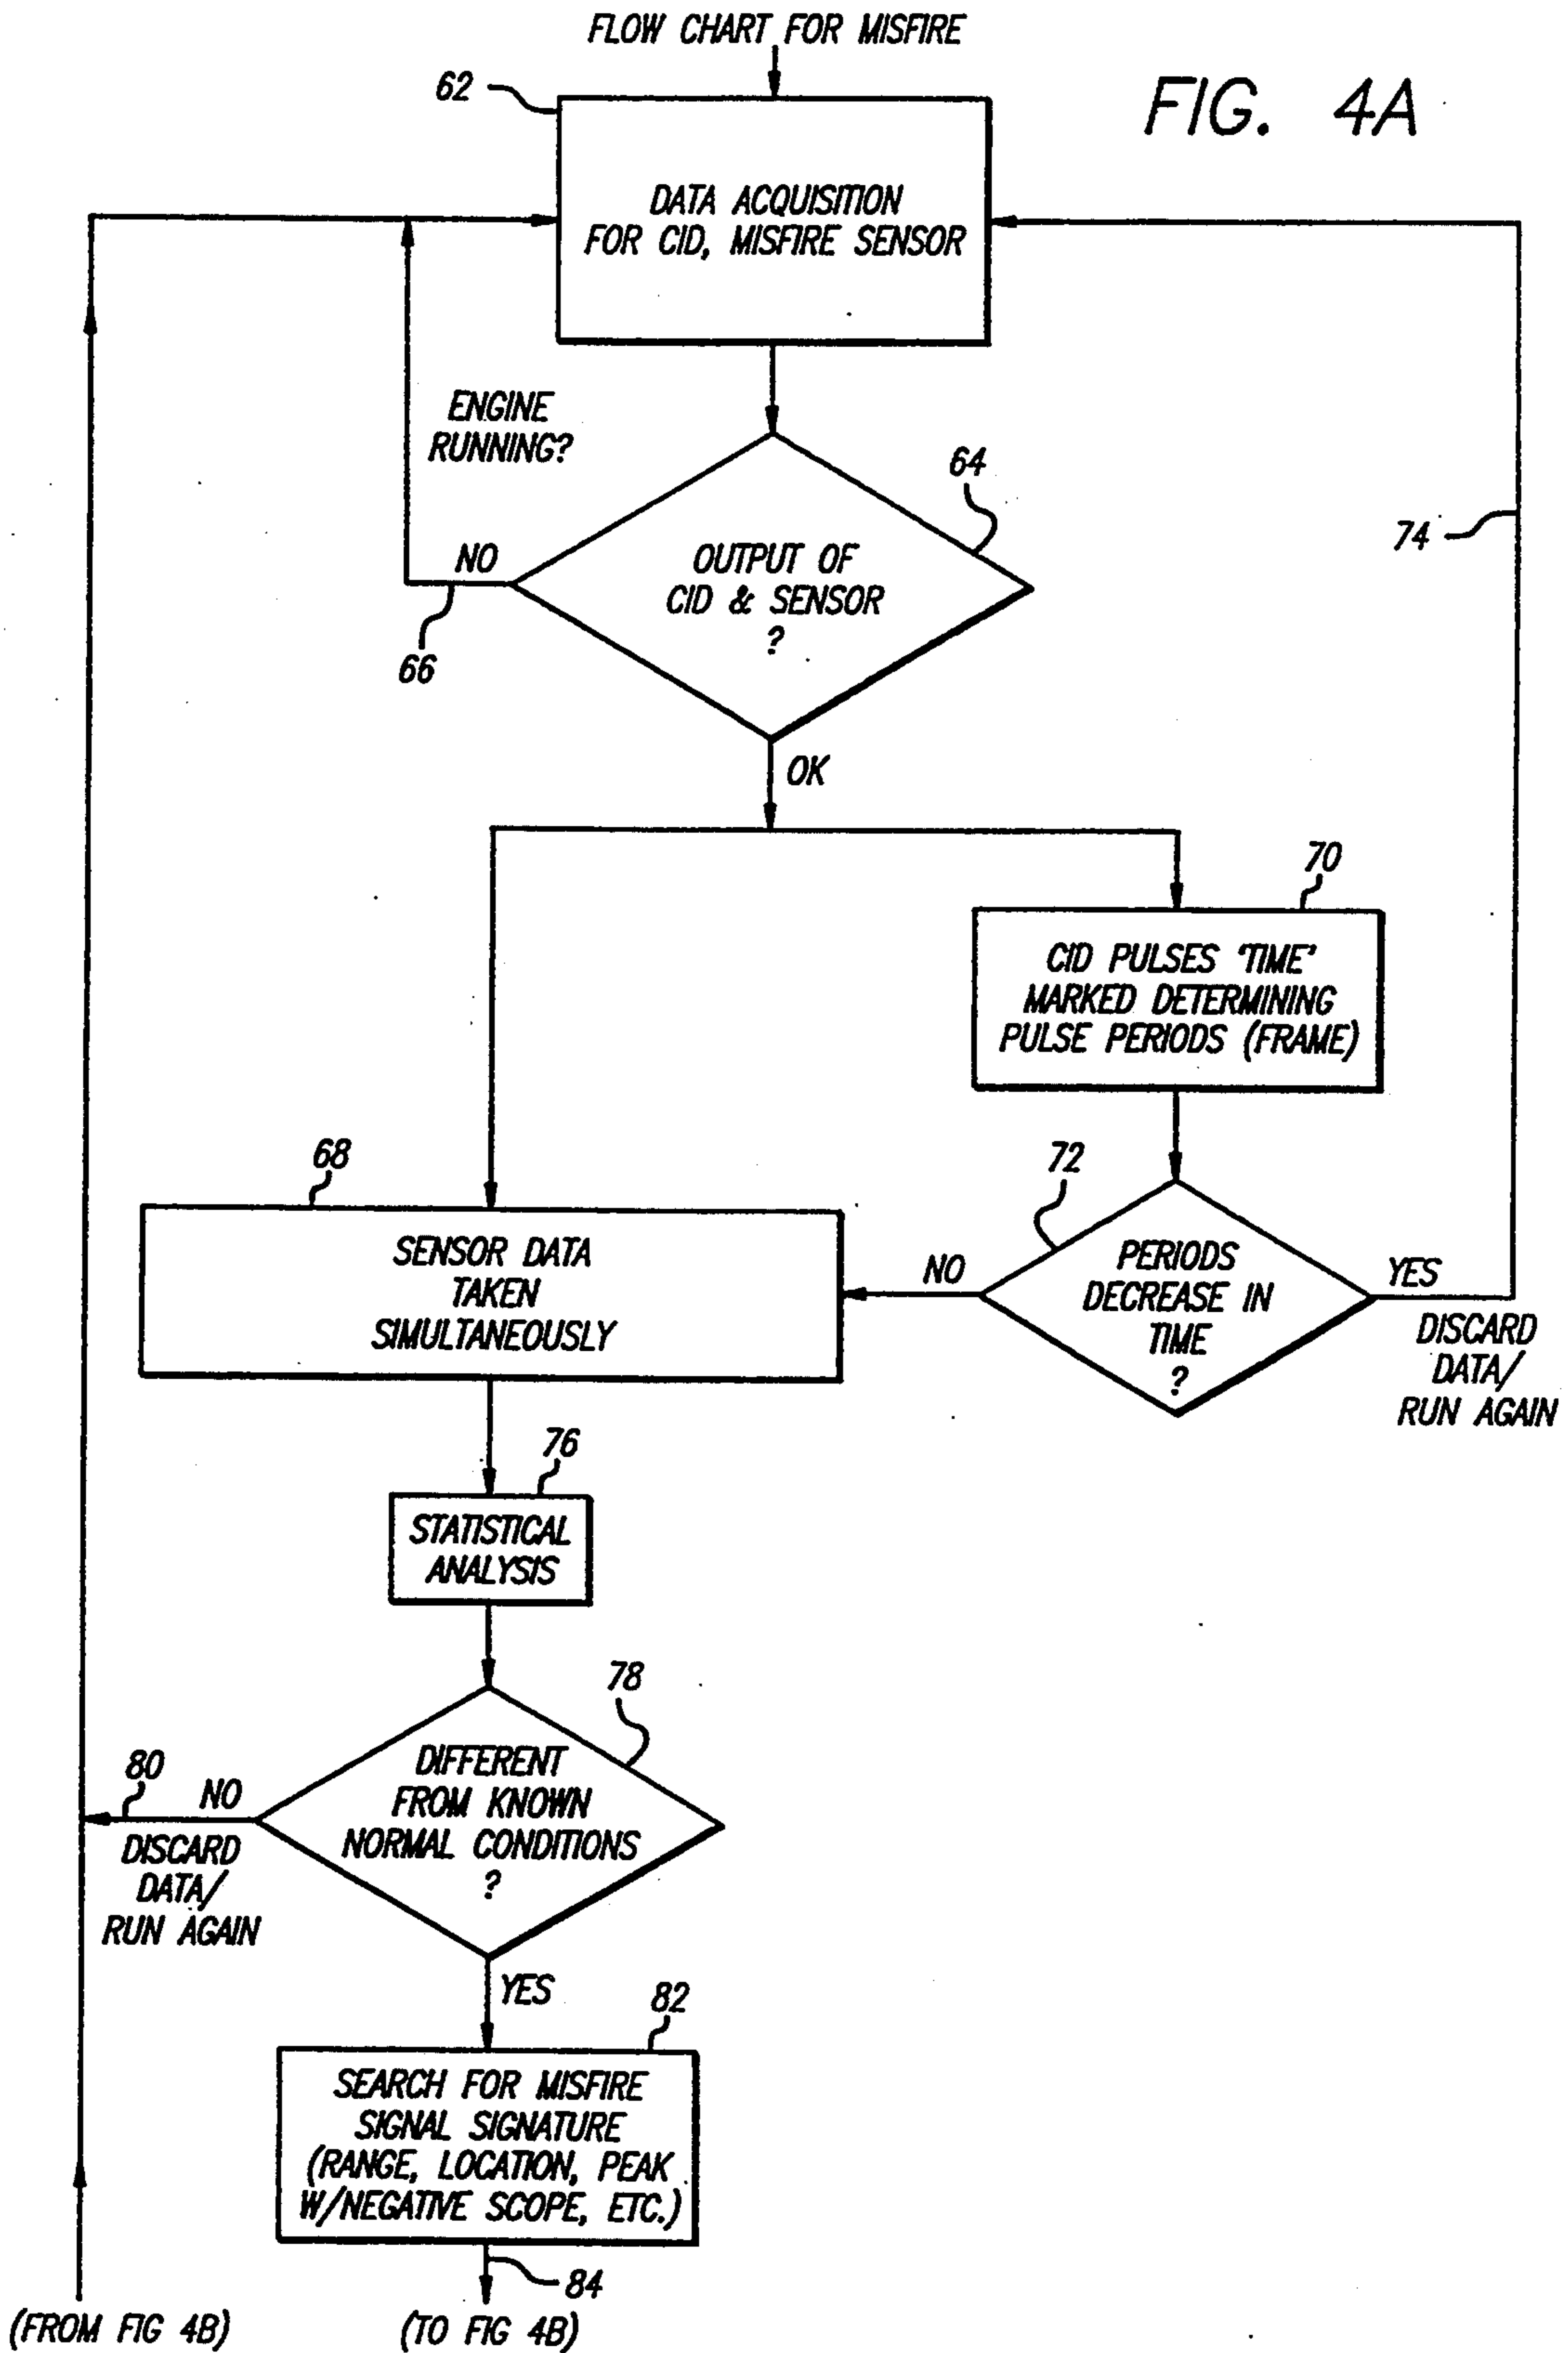 FLOW CHART FOR MISFIRE
FIG. 4A
62
DATA ACQUISITION
FOR CID, MISFIRE SENSOR
ENGINE
RUNNING?
64
74
NO
OUTPUT OF
CID & SENSOR
?
66
OK
70
CID PULSES 'TIME'
MARKED DETERMINING
PULSE PERIODS (FRAME)
68
72
SENSOR DATA
TAKEN
SIMULTANEOUSLY
NO
PERIODS
DECREASE IN
TIME
?
YES
DISCARD
DATA/
RUN AGAIN
76
STATISTICAL
ANALYSIS
78
80
NO
DISCARD
DATA/
RUN AGAIN
DIFFERENT
FROM KNOWN
NORMAL CONDITIONS
?
YES
82
SEARCH FOR MISFIRE
SIGNAL SIGNATURE
(RANGE, LOCATION, PEAK
W/NEGATIVE SCOPE, ETC.)
84
(FROM FIG 4B)
(TO FIG 4B)